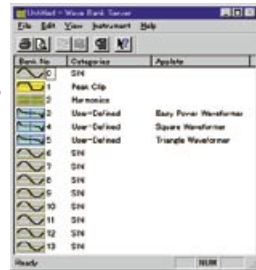 Untitled - Wave Bank Server
File Edit View Instrument Help
Bank No Categories Applets
0 SIN
1 Peak Clip
2 Harmonics
3 User-Defined Easy Power Waveformer
4 User-Defined Square Waveformer
5 User-Defined Triangle Waveformer
6 SIN
7 SIN
8 SIN
9 SIN
10 SIN
11 SIN
12 SIN
13 SIN
Ready NUM